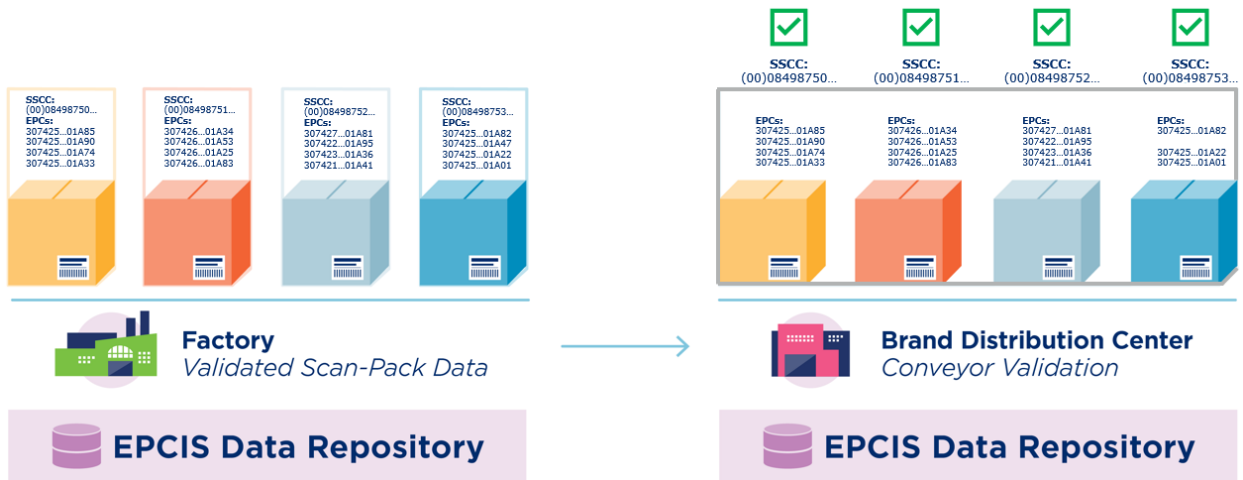 SSCC:
(00)08498750...
EPCs:
307425...01A85
307425...01A90
307425...01A74
307425...01A33
SSCC:
(00)08498751...
EPCs:
307426...01A34
307426...01A53
307426...01A25
307426...01A83
SSCC:
(00)08498752...
EPCs:
307427...01A81
307422...01A95
307423...01A36
307421...01A41
SSCC:
(00)08498753...
EPCs:
307425...01A82
307425...01A47
307425...01A22
307425...01A01
Factory
Validated Scan-Pack Data
EPCIS Data Repository
SSCC:
(00)08498750...
SSCC:
(00)08498751...
SSCC:
(00)08498752...
SSCC:
(00)08498753...
EPCs:
307425...01A85
307425...01A90
307425...01A74
307425...01A33
EPCs:
307426...01A34
307426...01A53
307426...01A25
307426...01A83
EPCs:
307427...01A81
307422...01A95
307423...01A36
307421...01A41
EPCs:
307425...01A82
307425...01A22
307425...01A01
Brand Distribution Center
Conveyor Validation
EPCIS Data Repository